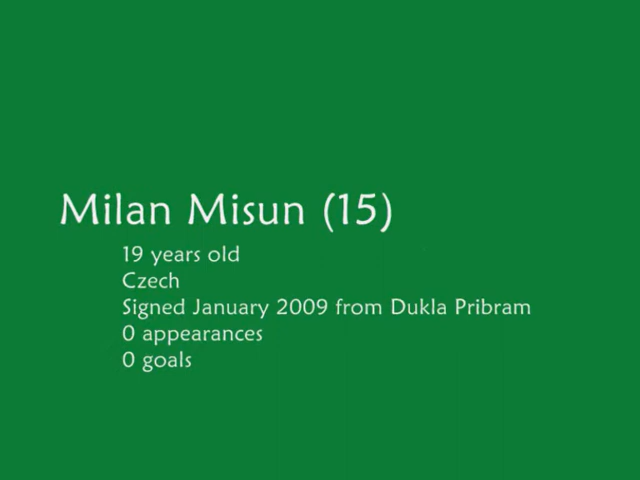 Milan Misun (15)
19 years old
Czech
Signed January 2009 from Dukla Pribram
0 appearances
0 goals